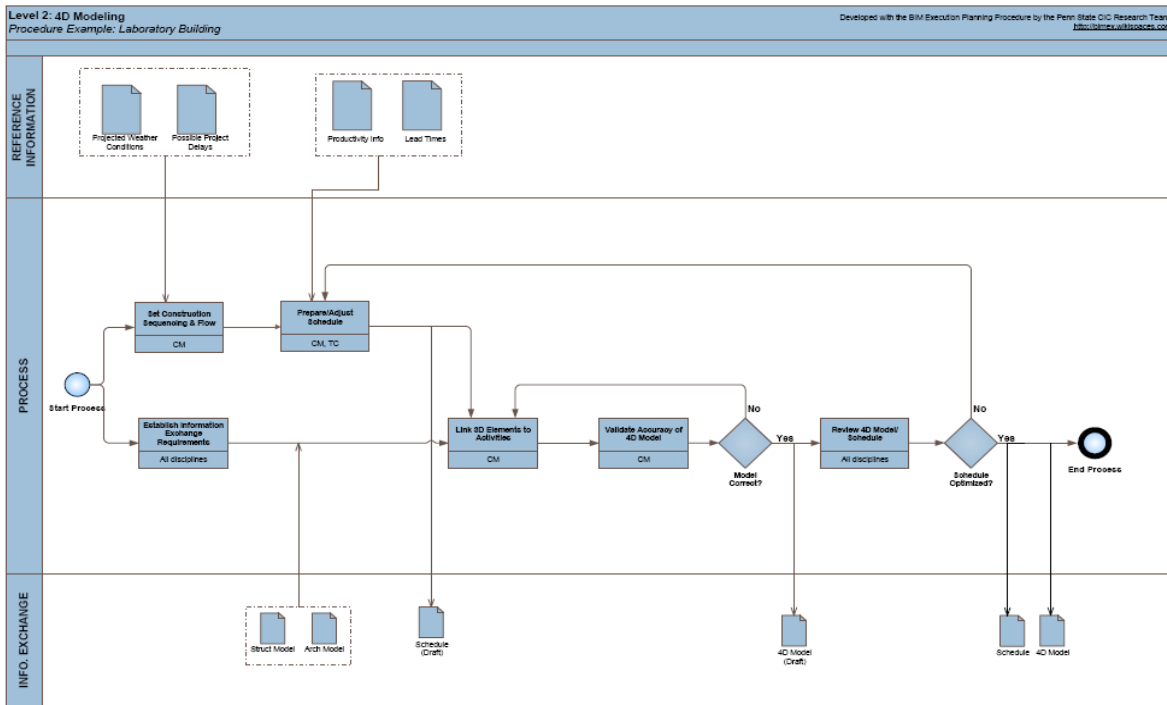 Level 2: 4D Modeling
Procedure Example: Laboratory Building
Developed with the BIM Execution Planning Procedure by the Penn State CIC Research Team
http://bimex.wikispaces.com
REFERENCE
INFORMATION
Projected Weather
Conditions
Possible Project
Delays
Productivity Info
Lead Times
PROCESS
Start Process
Set Construction
Sequencing & Flow
CM
Prepare/Adjust
Schedule
CM, TC
Establish Information
Exchange
Requirements
All disciplines
Link 3D Elements to
Activities
CM
Validate Accuracy of
4D Model
CM
No
Yes
Model
Correct?
Review 4D Model/
Schedule
All disciplines
No
Yes
Schedule
Optimized?
End Process
INFO. EXCHANGE
Struct Model
Arch Model
Schedule
(Draft)
4D Model
(Draft)
Schedule
4D Model